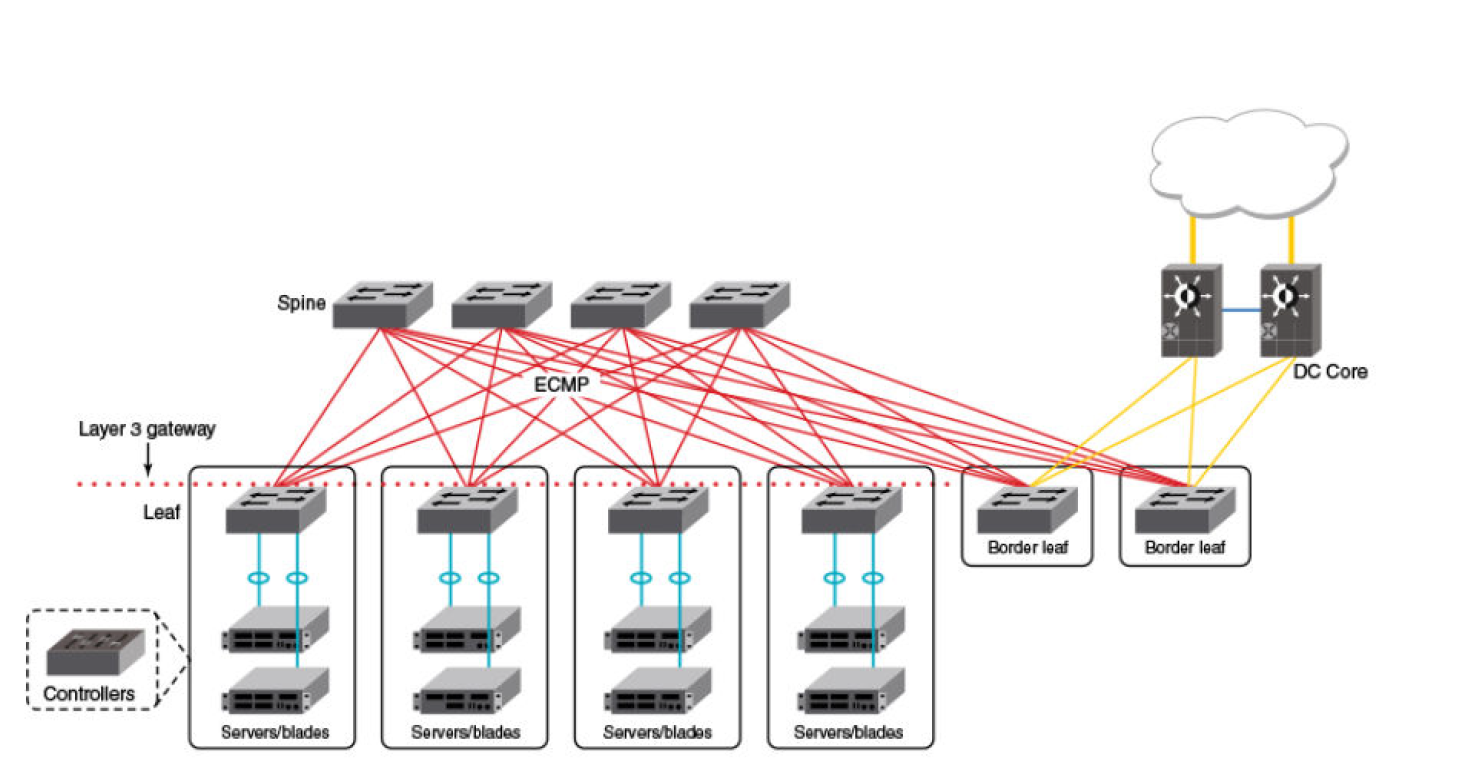 Spine
ECMP
DC Core
Layer 3 gateway
Leaf
Border leaf
Border leaf
Controllers
Servers/blades
Servers/blades
Servers/blades
Servers/blades